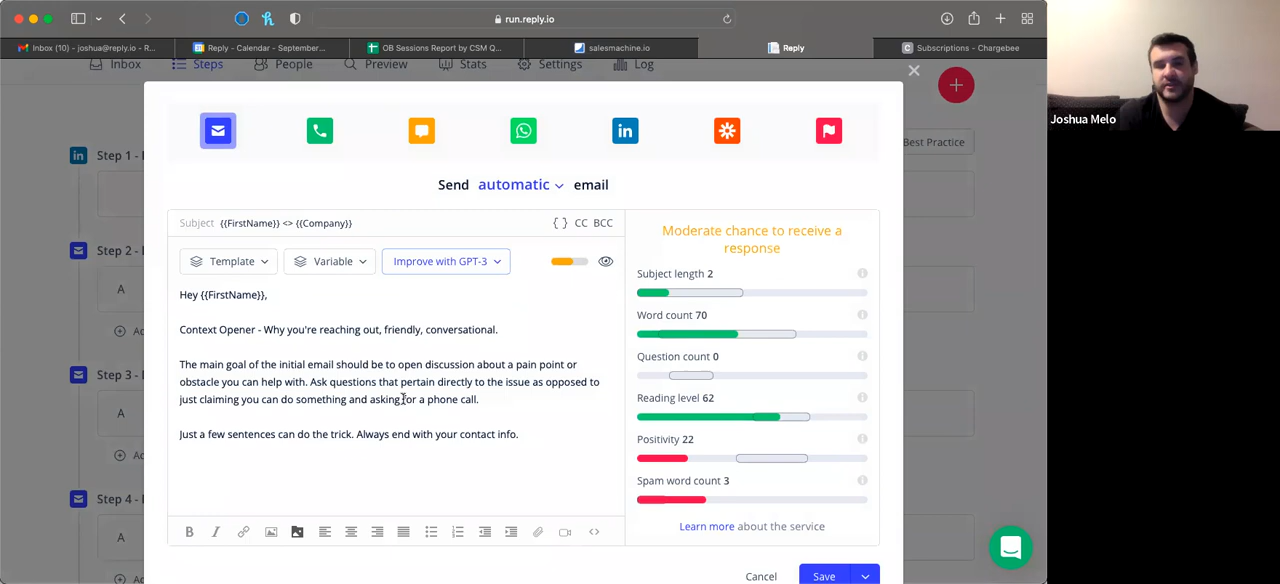 run.reply.io
Inbox (10) - joshua@reply.io - R...
Reply - Calendar - September...
OB Sessions Report by CSM Q...
salesmachine.io
Reply
Subscriptions - Chargebee
Inbox
Steps
People
Preview
Stats
Settings
Log
Joshua Melo
Step 1 -
Best Practice
Send automatic email
Subject {{FirstName}} <> {{Company}}
{ } CC BCC
Moderate chance to receive a
response
Step 2 -
Template
Variable
Improve with GPT-3
Subject length 2
A
Hey {{FirstName}},
Word count 70
Context Opener - Why you're reaching out, friendly, conversational.
Question count 0
The main goal of the initial email should be to open discussion about a pain point or
obstacle you can help with. Ask questions that pertain directly to the issue as opposed to
just claiming you can do something and asking for a phone call.
Step 3 -
Reading level 62
A
Just a few sentences can do the trick. Always end with your contact info.
Positivity 22
Spam word count 3
Step 4 -
Learn more about the service
A
B I
Cancel
Save